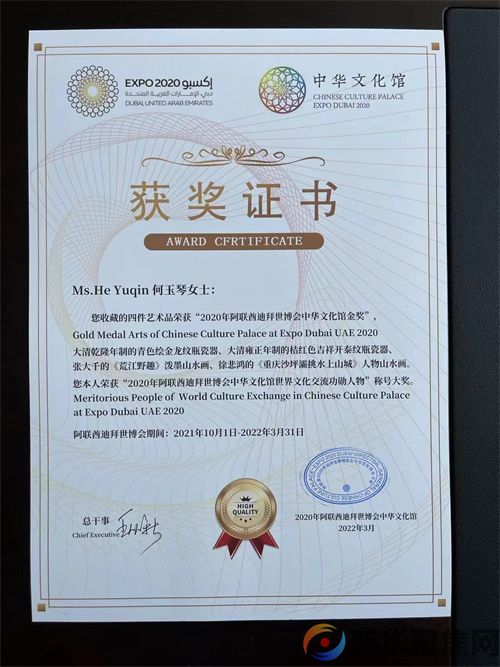 EXPO 2020 إكسبو
دبي، الإمارات العربية المتحدة
DUBAI, UNITED ARAB EMIRATES
中华文化馆
CHINESE CULTURE PALACE
EXPO DUBAI 2020
获奖证书
AWARD CFRTIFICATE
Ms.He Yuqin 何玉琴女士：
您收藏的四件艺术品荣获“2020年阿联酋迪拜世博会中华文化馆金奖”，
Gold Medal Arts of Chinese Culture Palace at Expo Dubai UAE 2020
大清乾隆年制的青色绘金龙纹瓶瓷器、大清雍正年制的桔红色吉祥开泰纹瓶瓷器、
张大千的《荒江野趣》泼墨山水画、徐悲鸿的《重庆沙坪灞挑水上山城》人物山水画。
您本人荣获“2020年阿联酋迪拜世博会中华文化馆世界文化交流功勋人物”称号大奖。
Meritorious People of World Culture Exchange in Chinese Culture Palace
at Expo Dubai UAE 2020
阿联酋迪拜世博会期间：2021年10月1日-2022年3月31日
HIGH
QUALITY
总干事
Chief Executive
2020年阿联酋迪拜世博会中华文化馆
2022年3月
新华聚焦网